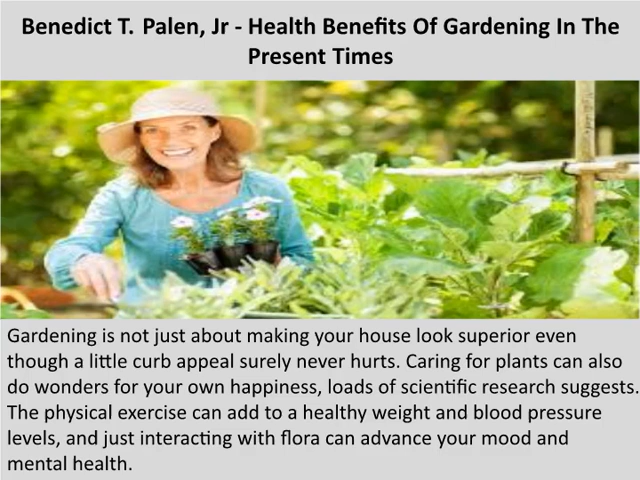 Benedict T. Palen, Jr - Health Benefits Of Gardening In The
Present Times
Gardening is not just about making your house look superior even
though a little curb appeal surely never hurts. Caring for plants can also
do wonders for your own happiness, loads of scientific research suggests.
The physical exercise can add to a healthy weight and blood pressure
levels, and just interacting with flora can advance your mood and
mental health.